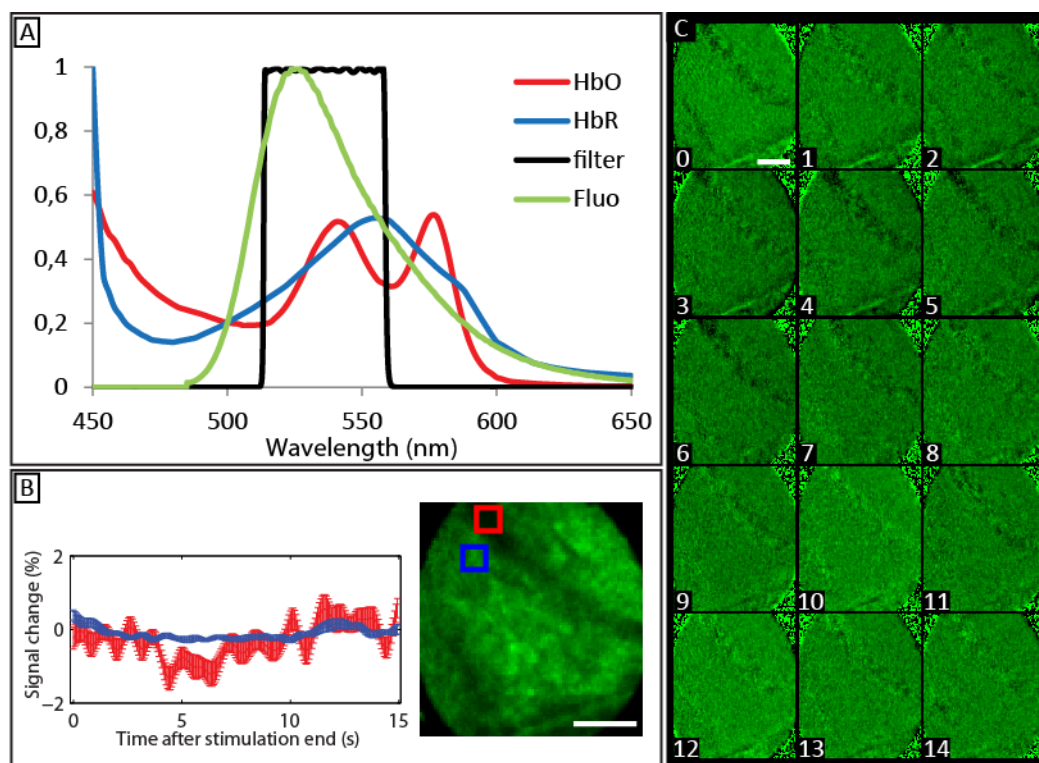 A
1
0,8
0,6
0,4
0,2
0
450 500 550 600 650
Wavelength (nm)
HbO
HbR
filter
Fluo
B
Signal change (%)
2
0
−2
0 5 10 15
Time after stimulation end (s)
C
0 1 2
3 4 5
6 7 8
9 10 11
12 13 14